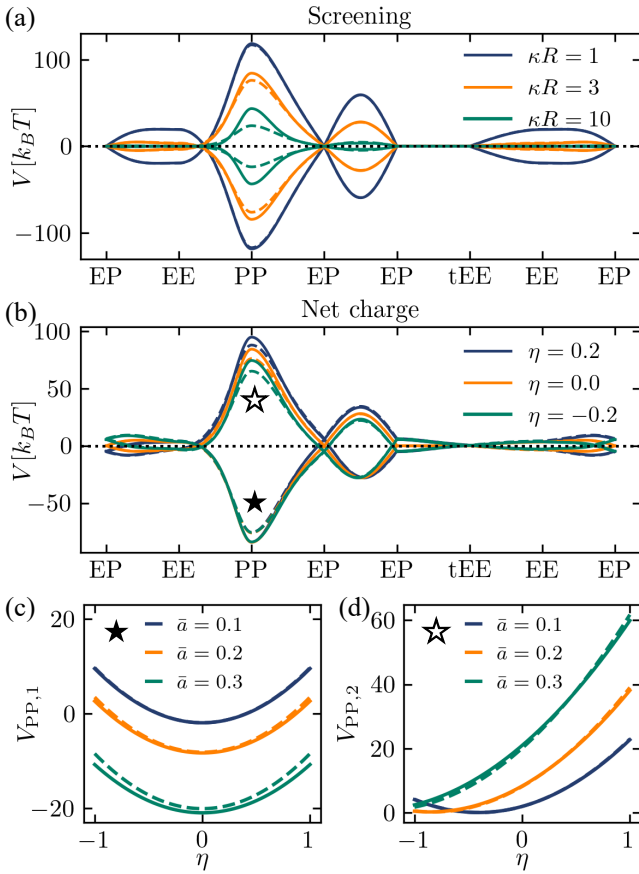 (a) Screening
100
0
−100
V [k_B T]
κR = 1
κR = 3
κR = 10
EP EE PP EP EP tEE EE EP
(b) Net charge
100
50
0
−50
V [k_B T]
η = 0.2
η = 0.0
η = −0.2
EP EE PP EP EP tEE EE EP
(c)
20
0
−20
V_PP,1
ā = 0.1
ā = 0.2
ā = 0.3
−1 0 1
η
(d)
60
40
20
0
V_PP,2
ā = 0.1
ā = 0.2
ā = 0.3
−1 0 1
η